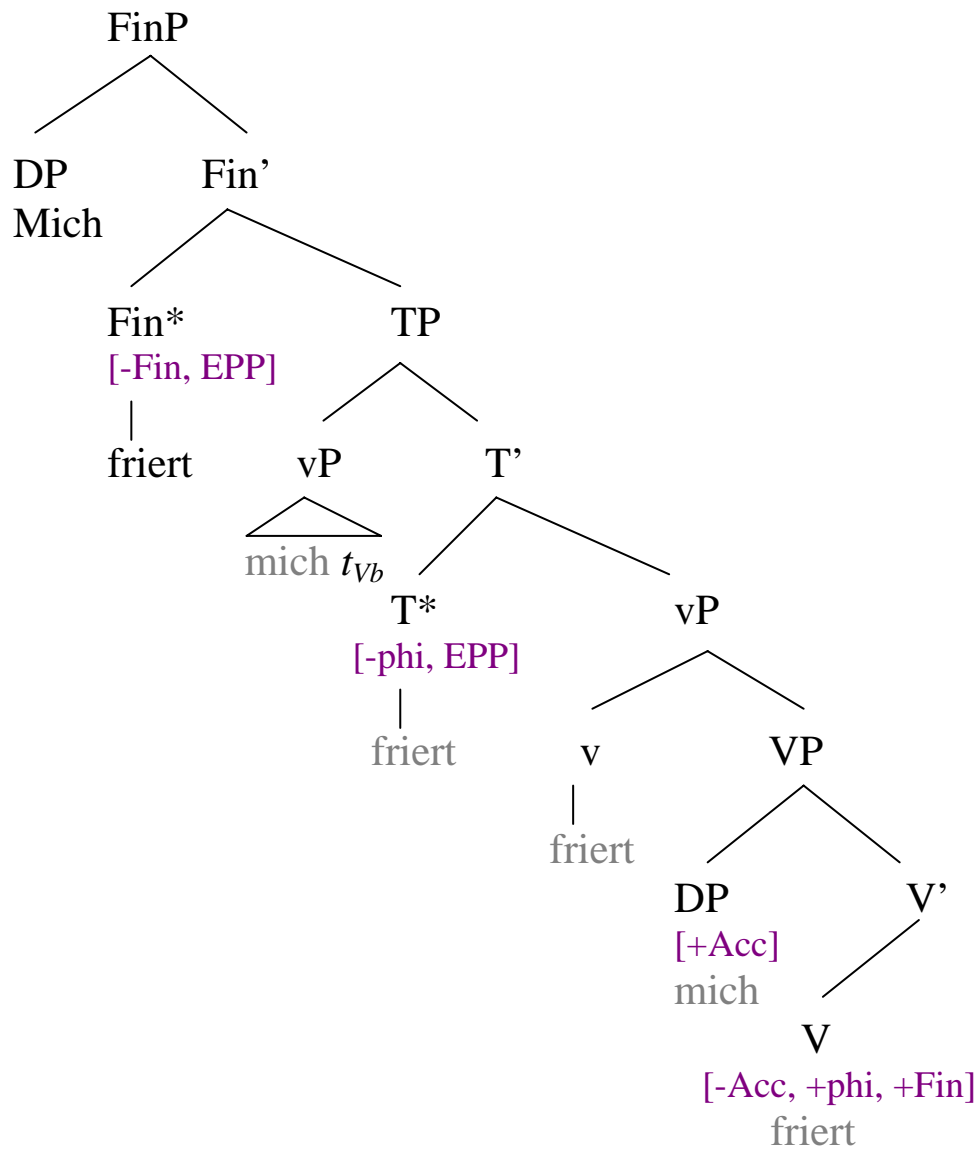 FinP
DP Fin’
Mich
Fin* TP
[-Fin, EPP]
friert vP T’
mich tVb
T* vP
[-phi, EPP]
friert v VP
friert
DP V’
[+Acc]
mich
V
[-Acc, +phi, +Fin]
friert